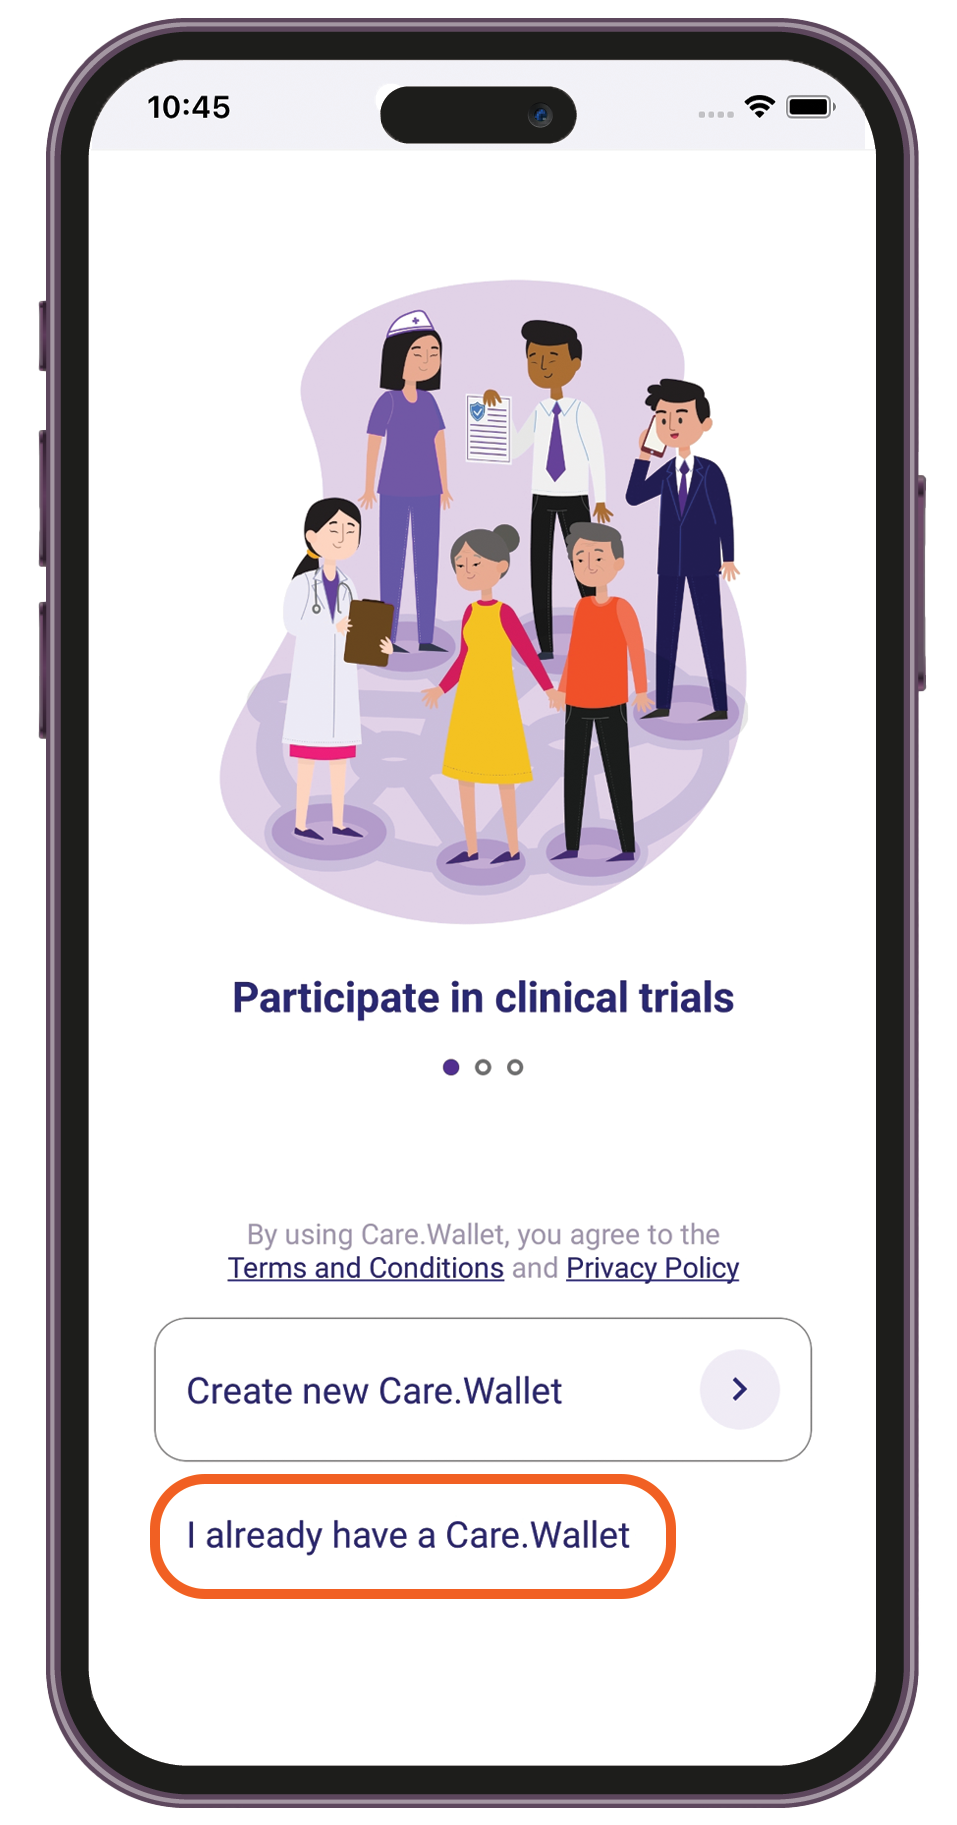 10:45
Participate in clinical trials
By using Care.Wallet, you agree to the
Terms and Conditions and Privacy Policy
Create new Care.Wallet
I already have a Care.Wallet